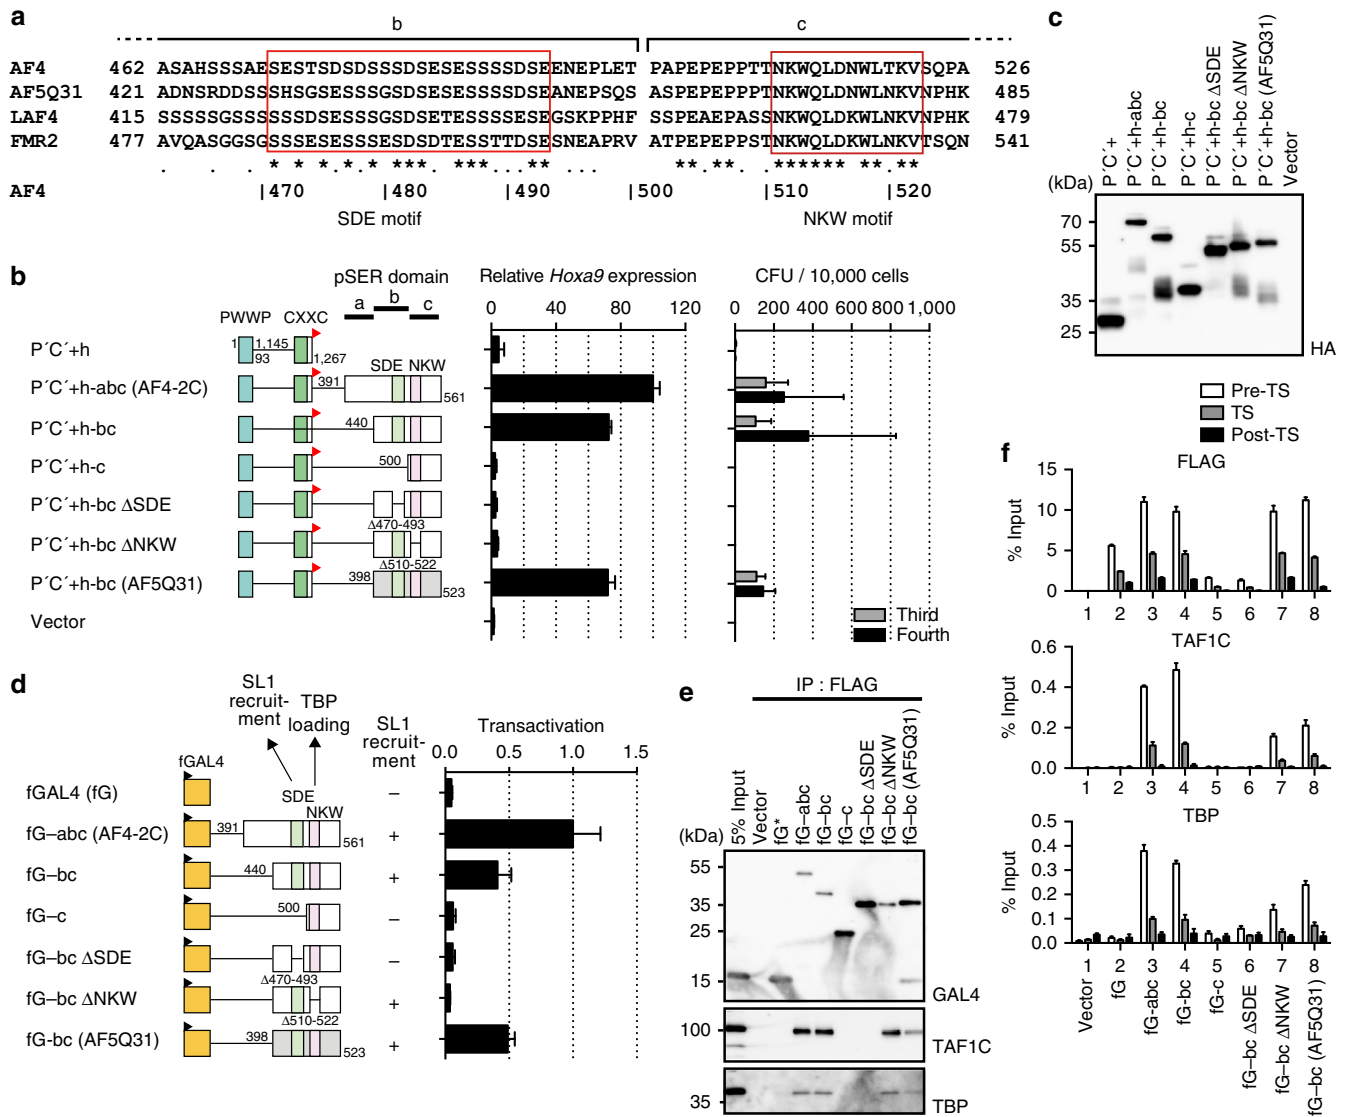 a
b
c
AF4 462 ASAHSSSAESESTSDSDSSSDSESESSSSDSEENEPLET PAPEPEPPTTNKWQLDNWLTKVSQPA 526
AF5Q31 421 ADNSRDDSSSHSGSESSSGSDSESESSSSDSEANEPSQS ASPEPEPPPTNKWQLDNWLNKVNPHK 485
LAF4 415 SSSSSGSSSSSSDSESSSGSDSETESSSSESEGSKPPHF SSPEAEPASSNKWQLDKWLNKVNPHK 479
FMR2 477 AVQASGGSGSSSESESSSESDSDTESSTTDSESNEAPRV ATPEPEPPSTNKWQLDNWLNKVTSQN 541
AF4 |470 |480 |490 |500 |510 |520
SDE motif
NKW motif
c
P´C´+
P´C´+h-abc
P´C´+h-bc
P´C´+h-c
P´C´+h-bc ΔSDE
P´C´+h-bc ΔNKW
P´C´+h-bc (AF5Q31)
Vector
(kDa)
70
55
35
25
HA
b
pSER domain
a b c
PWWP CXXC
Relative Hoxa9 expression
0 40 80 120
CFU / 10,000 cells
0 200 400 600 800 1,000
P´C´+h
1 1,145
93 1,267
SDE NKW
P´C´+h-abc (AF4-2C) 391 561
P´C´+h-bc 440
P´C´+h-c 500
P´C´+h-bc ΔSDE
Δ470-493
P´C´+h-bc ΔNKW
Δ510-522
P´C´+h-bc (AF5Q31) 398 523
Vector
Third
Fourth
d
SL1 recruit-
ment
TBP
loading
SL1
recruit-
ment
Transactivation
0.0 0.5 1.0 1.5
fGAL4
fGAL4 (fG) –
SDE
NKW
fG–abc (AF4-2C) 391 561 +
fG–bc 440 +
fG–c 500 –
fG–bc ΔSDE –
Δ470-493
fG–bc ΔNKW +
Δ510-522
fG-bc (AF5Q31) 398 523 +
e
IP : FLAG
5% Input
Vector
fG*
fG–abc
fG–bc
fG–c
fG–bc ΔSDE
fG–bc ΔNKW
fG–bc (AF5Q31)
(kDa)
55
35
25
15
GAL4
100
TAF1C
35
TBP
f
Pre-TS
TS
Post-TS
FLAG
% Input
15
10
5
0
1 2 3 4 5 6 7 8
TAF1C
% Input
0.6
0.4
0.2
0.0
1 2 3 4 5 6 7 8
TBP
% Input
0.5
0.4
0.3
0.2
0.1
0.0
1 2 3 4 5 6 7 8
Vector
fG
fG-abc
fG-bc
fG-c
fG–bc ΔSDE
fG–bc ΔNKW
fG–bc (AF5Q31)